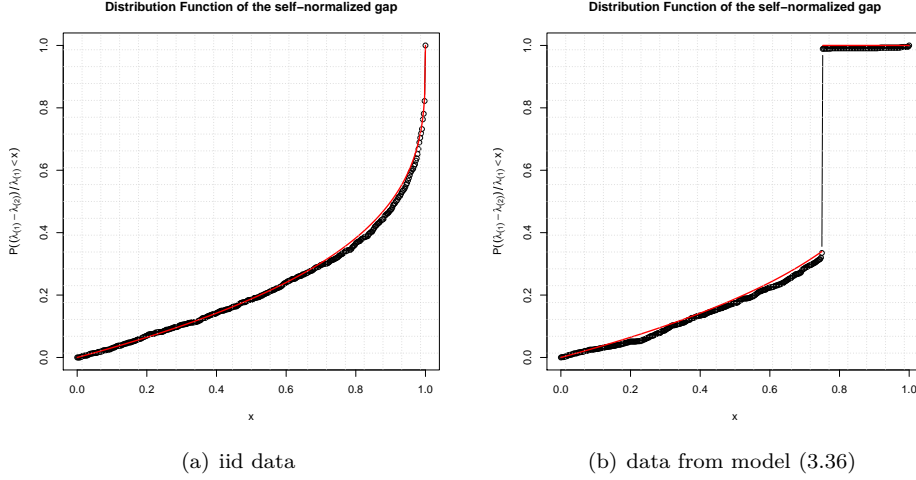 Distribution Function of the self−normalized gap
1.0
0.8
0.6
0.4
0.2
0.0
P((λ(1) − λ(2))/λ(1) < x)
0.0 0.2 0.4 0.6 0.8 1.0
x
(a) iid data
Distribution Function of the self−normalized gap
1.0
0.8
0.6
0.4
0.2
0.0
P((λ(1) − λ(2))/λ(1) < x)
0.0 0.2 0.4 0.6 0.8 1.0
x
(b) data from model (3.36)